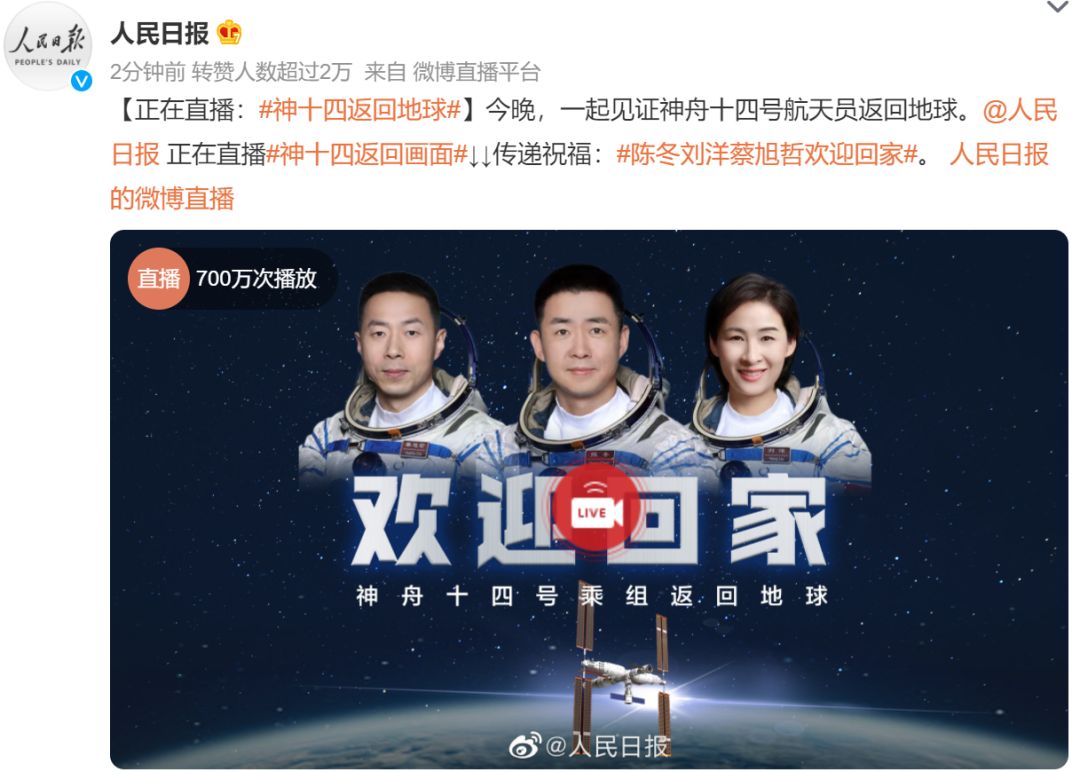 人民日报
人民日报
PEOPLE'S DAILY
2分钟前 转赞人数超过2万 来自 微博直播平台
【正在直播：#神十四返回地球#】今晚，一起见证神舟十四号航天员返回地球。@人民
日报 正在直播#神十四返回画面#↓↓传递祝福：#陈冬刘洋蔡旭哲欢迎回家#。 人民日报
的微博直播
直播 700万次播放
欢迎回家
LIVE
神舟十四号乘组返回地球
@人民日报